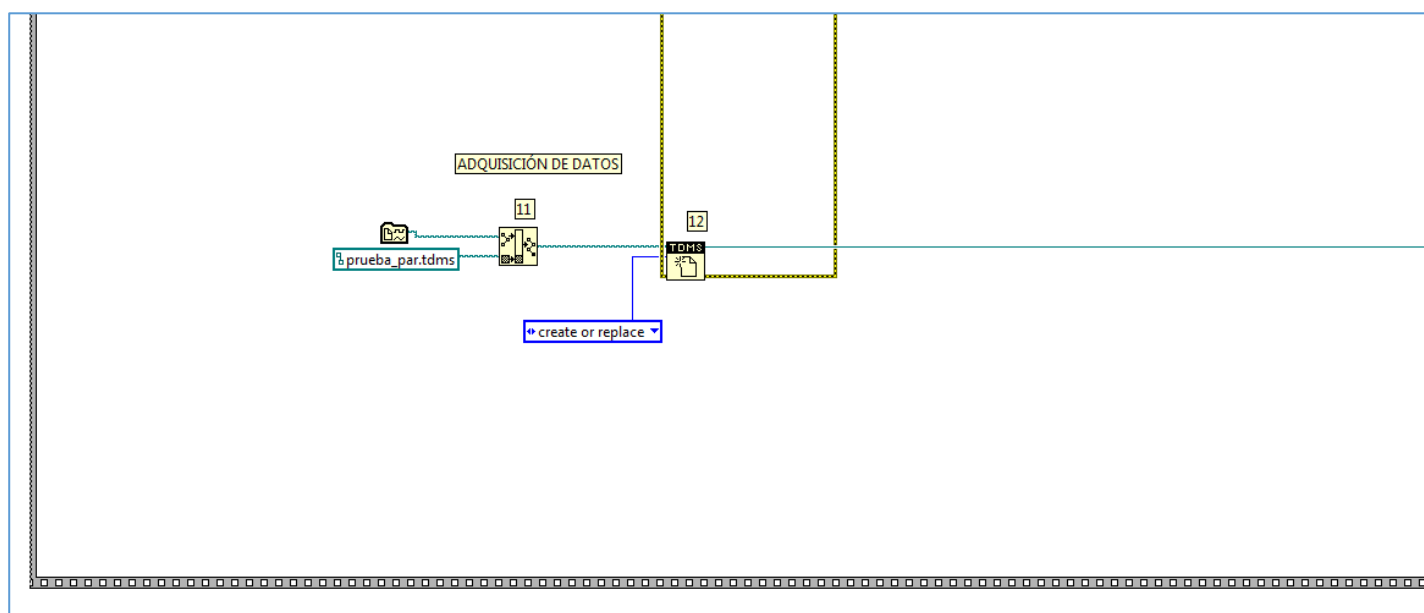 ADQUISICIÓN DE DATOS
11
12
TDMS
prueba_par.tdms
create or replace